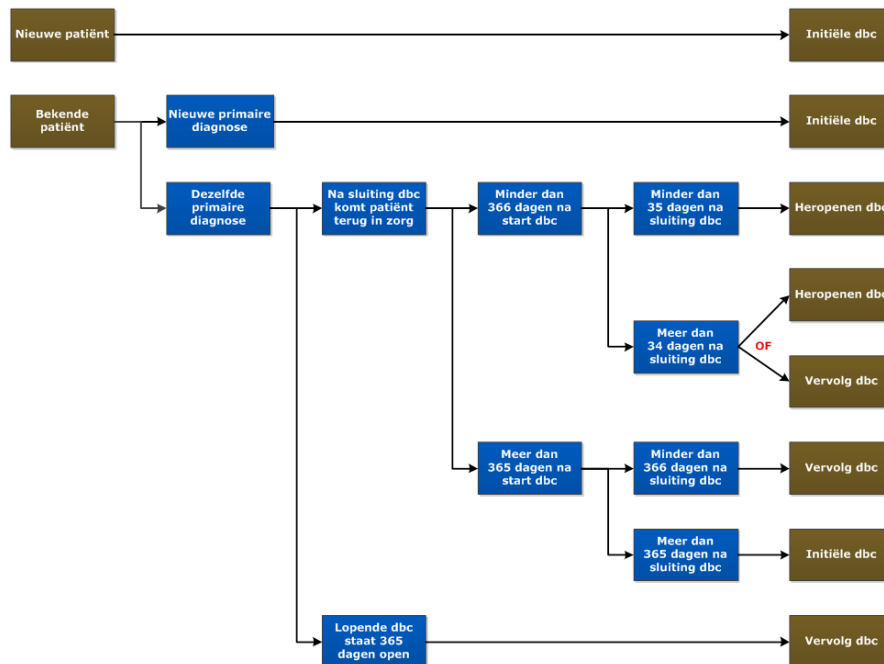 Nieuwe patiënt
Initiële dbc
Bekende
patiënt
Nieuwe primaire
diagnose
Initiële dbc
Dezelfde
primaire
diagnose
Na sluiting dbc
komt patiënt
terug in zorg
Minder dan
366 dagen na
start dbc
Minder dan
35 dagen na
sluiting dbc
Heropenen dbc
Heropenen dbc
Meer dan
34 dagen na
sluiting dbc
OF
Vervolg dbc
Meer dan
365 dagen na
start dbc
Minder dan
366 dagen na
sluiting dbc
Vervolg dbc
Meer dan
365 dagen na
sluiting dbc
Initiële dbc
Lopende dbc
staat 365
dagen open
Vervolg dbc